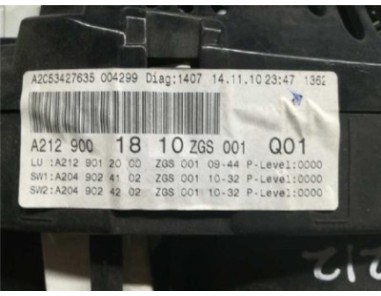 A2C53427635 004299 Diag:1407 14.11.10 23:47 1362
A212 900 18 10 ZGS 001 Q01
LU :A212 901 20 00 ZGS 001 09-44 P-Level:0000
SW1:A204 902 41 02 ZGS 001 10-32 P-Level:0000
SW2:A204 902 42 02 ZGS 001 10-32 P-Level:0000
212